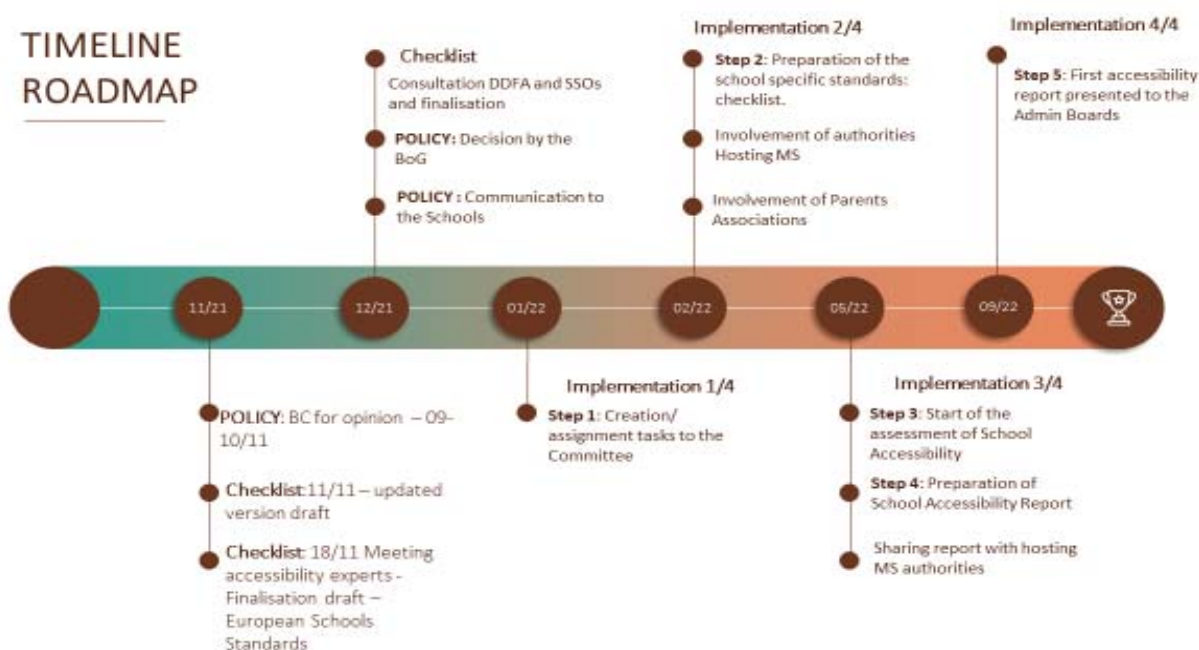 TIMELINE
ROADMAP
Checklist
Consultation DDFA and SSOs
and finalisation
POLICY: Decision by the
BoG
POLICY : Communication to
the Schools
Implementation 2/4
Step 2: Preparation of the
school specific standards:
checklist.
Involvement of authorities
Hosting MS
Involvement of Parents
Associations
Implementation 4/4
Step 5: First accessibility
report presented to the
Admin Boards
11/21
12/21
01/22
02/22
05/22
09/22
POLICY: BC for opinion – 09-
10/11
Checklist:11/11 – updated
version draft
Checklist: 18/11 Meeting
accessibility experts -
Finalisation draft –
European Schools
Standards
Implementation 1/4
Step 1: Creation/
assignment tasks to the
Committee
Implementation 3/4
Step 3: Start of the
assessment of School
Accessibility
Step 4: Preparation of
School Accessibility Report
Sharing report with hosting
MS authorities